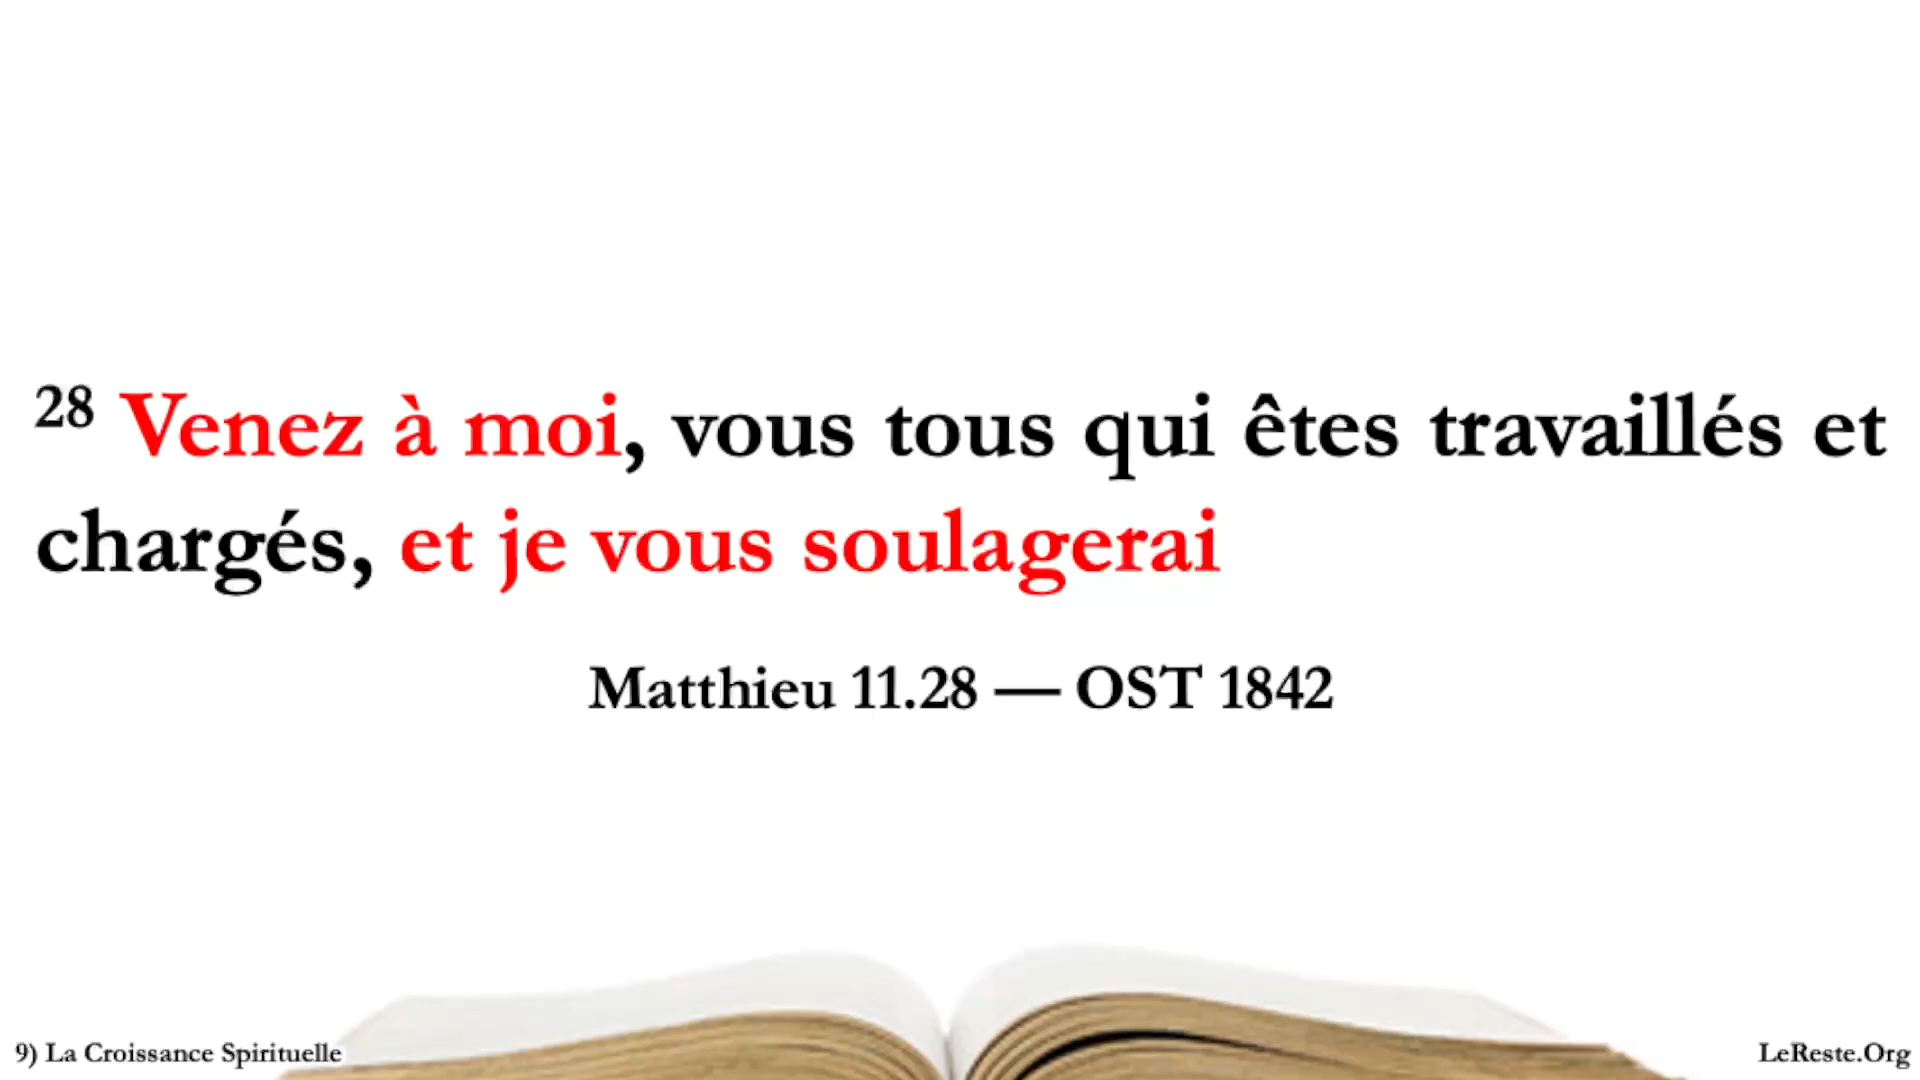 28 Venez à moi, vous tous qui êtes travaillés et
chargés, et je vous soulagerai
Matthieu 11.28 — OST 1842
9) La Croissance Spirituelle
LeReste.Org